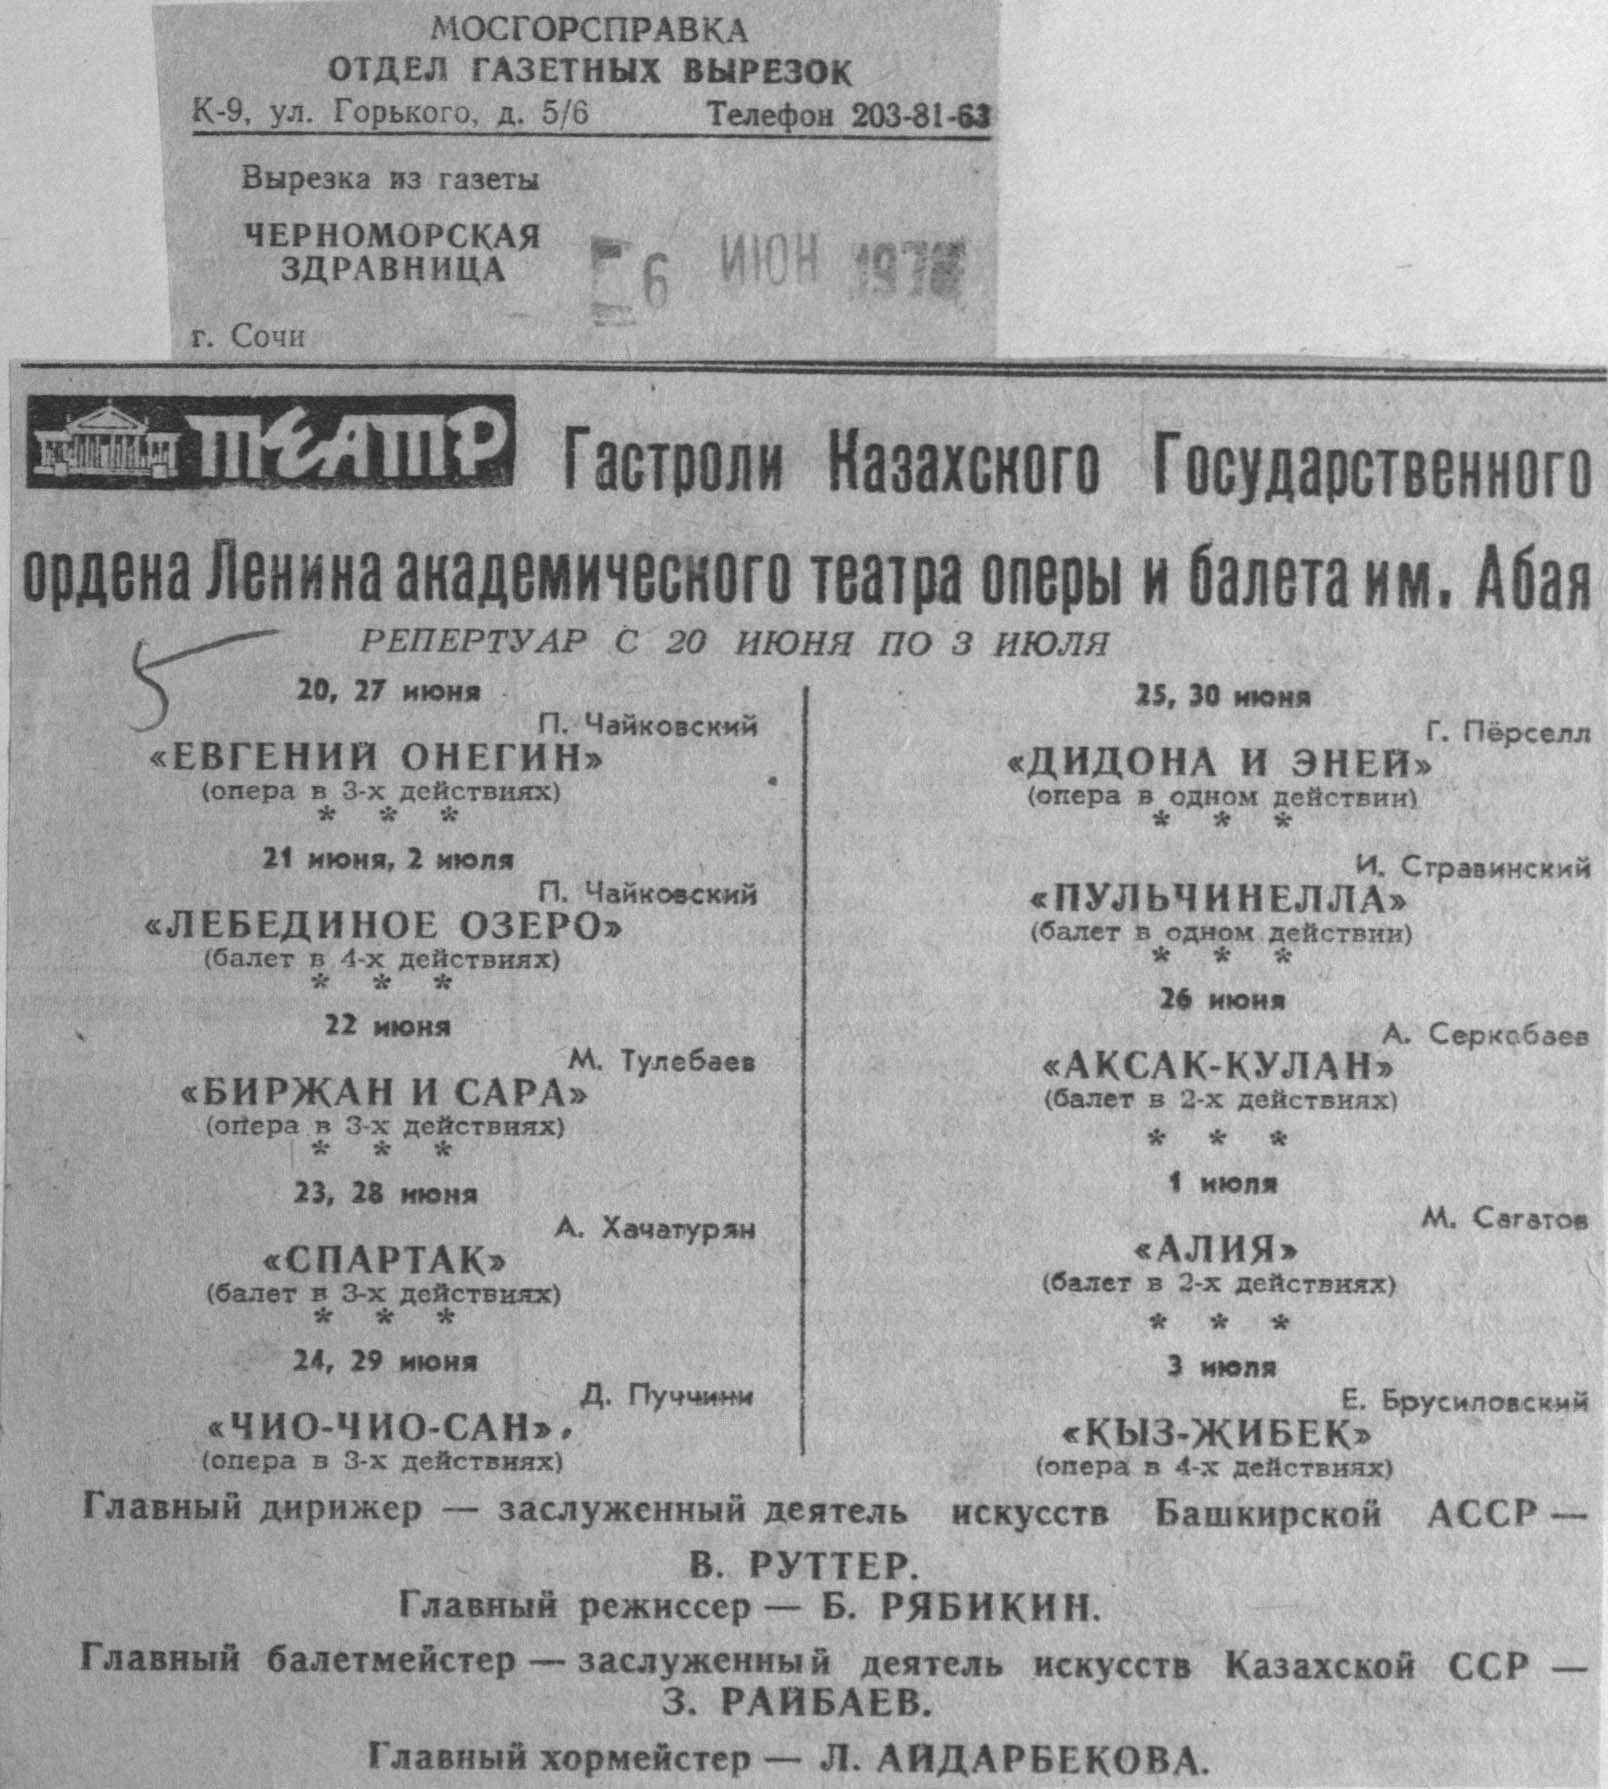 МОСГОРСПРАВКА
ОТДЕЛ ГАЗЕТНЫХ ВЫРЕЗОК
К-9, ул. Горького, д. 5/6 Телефон 203-81-63
Вырезка из газеты
ЧЕРНОМОРСКАЯ
ЗДРАВНИЦА
6 ИЮН 1978
г. Сочи
ТЕАТР
Гастроли Казахского Государственного
ордена Ленина академического театра оперы и балета им. Абая
РЕПЕРТУАР С 20 ИЮНЯ ПО 3 ИЮЛЯ
5
20, 27 июня
П. Чайковский
«ЕВГЕНИЙ ОНЕГИН»
(опера в 3-х действиях)
* * *
21 июня, 2 июля
П. Чайковский
«ЛЕБЕДИНОЕ ОЗЕРО»
(балет в 4-х действиях)
* * *
22 июня
М. Тулебаев
«БИРЖАН И САРА»
(опера в 3-х действиях)
* * *
23, 28 июня
А. Хачатурян
«СПАРТАК»
(балет в 3-х действиях)
* * *
24, 29 июня
Д. Пуччини
«ЧИО-ЧИО-САН»
(опера в 3-х действиях)
25, 30 июня
Г. Пёрселл
«ДИДОНА И ЭНЕЙ»
(опера в одном действии)
* * *
И. Стравинский
«ПУЛЬЧИНЕЛЛА»
(балет в одном действии)
* * *
26 июня
А. Серкебаев
«АКСАК-КУЛАН»
(балет в 2-х действиях)
* * *
1 июля
М. Сагатов
«АЛИЯ»
(балет в 2-х действиях)
* * *
3 июля
Е. Брусиловский
«КЫЗ-ЖИБЕК»
(опера в 4-х действиях)
Главный дирижер — заслуженный деятель искусств Башкирской АССР —
В. РУТТЕР.
Главный режиссер — Б. РЯБИКИН.
Главный балетмейстер — заслуженный деятель искусств Казахской ССР —
З. РАЙБАЕВ.
Главный хормейстер — Л. АЙДАРБЕКОВА.